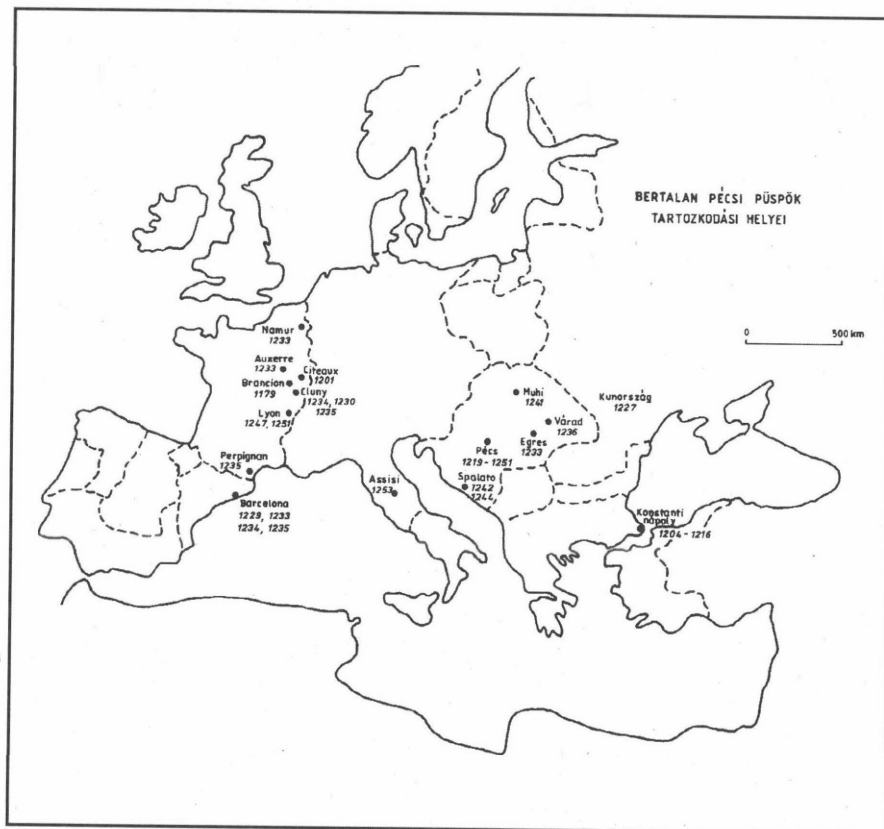 BERTALAN PÉCSI PÜSPÖK
TARTOZKODÁSI HELYEI
0 500 km
Namur
1233
Auxerre
1233
Citeaux
1201
Brancion
1179
Cluny
1234, 1230
1235
Lyon
1247, 1251
Perpignan
1235
Barcelona
1229, 1233
1234, 1235
Assisi
1253
Muhi
1241
Kunország
1227
Várad
1236
Egres
1233
Pécs
1219 - 1251
Spalato
1242
1244
Konstanti
nápoly
1204 - 1216